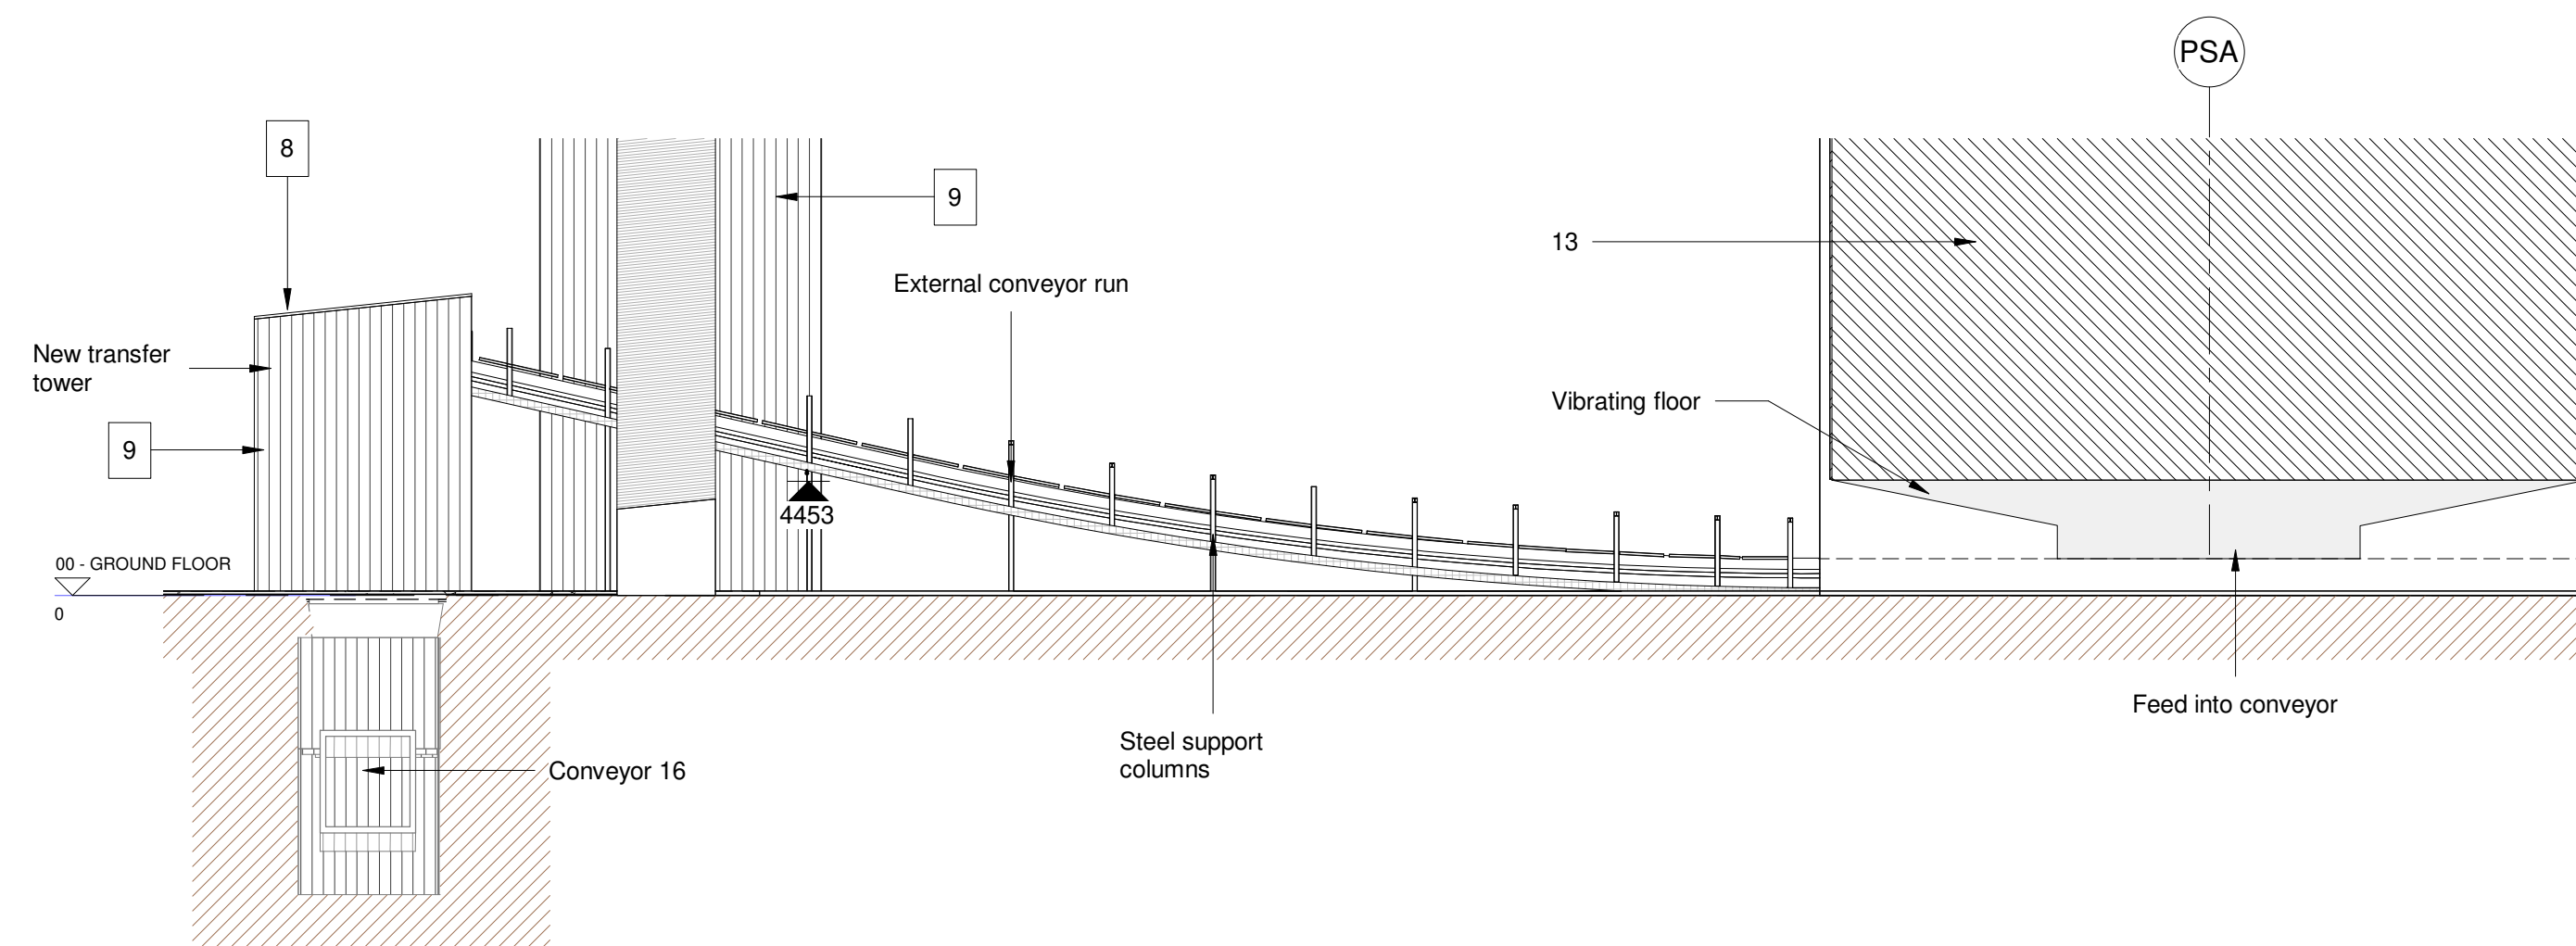 PSA
8
9
13
External conveyor run
New transfer
tower
Vibrating floor
9
4453
00 - GROUND FLOOR
0
Feed into conveyor
Steel support
columns
Conveyor 16